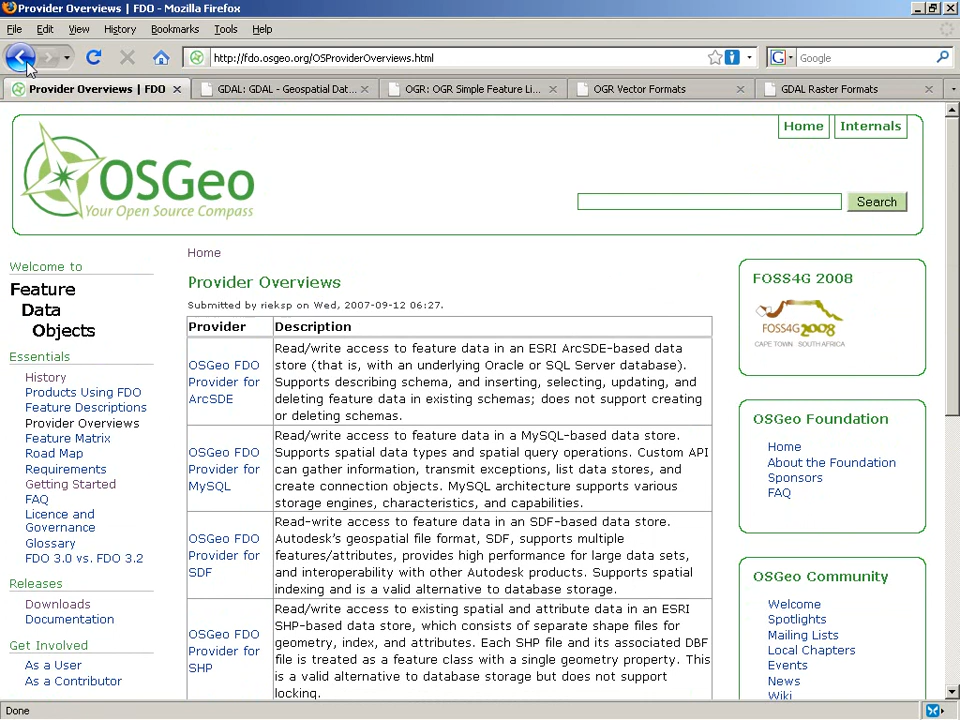 Provider Overviews | FDO - Mozilla Firefox
File Edit View History Bookmarks Tools Help
http://fdo.osgeo.org/OSProviderOverviews.html
G Google
Provider Overviews | FDO
GDAL: GDAL - Geospatial Dat...
OGR: OGR Simple Feature Li...
OGR Vector Formats
GDAL Raster Formats
Home Internals
OSGeo
Your Open Source Compass
Search
Welcome to
Feature
Data
Objects
Essentials
History
Products Using FDO
Feature Descriptions
Provider Overviews
Feature Matrix
Road Map
Requirements
Getting Started
FAQ
Licence and
Governance
Glossary
FDO 3.0 vs. FDO 3.2
Releases
Downloads
Documentation
Get Involved
As a User
As a Contributor
Home
Provider Overviews
Submitted by rieksp on Wed, 2007-09-12 06:27.
Provider Description
OSGeo FDO
Provider for
ArcSDE
Read/write access to feature data in an ESRI ArcSDE-based data
store (that is, with an underlying Oracle or SQL Server database).
Supports describing schema, and inserting, selecting, updating, and
deleting feature data in existing schemas; does not support creating
or deleting schemas.
OSGeo FDO
Provider for
MySQL
Read/write access to feature data in a MySQL-based data store.
Supports spatial data types and spatial query operations. Custom API
can gather information, transmit exceptions, list data stores, and
create connection objects. MySQL architecture supports various
storage engines, characteristics, and capabilities.
OSGeo FDO
Provider for
SDF
Read-write access to feature data in an SDF-based data store.
Autodesk's geospatial file format, SDF, supports multiple
features/attributes, provides high performance for large data sets,
and interoperability with other Autodesk products. Supports spatial
indexing and is a valid alternative to database storage.
OSGeo FDO
Provider for
SHP
Read/write access to existing spatial and attribute data in an ESRI
SHP-based data store, which consists of separate shape files for
geometry, index, and attributes. Each SHP file and its associated DBF
file is treated as a feature class with a single geometry property. This
is a valid alternative to database storage but does not support
locking.
FOSS4G 2008
FOSS4G
2008
CAPE TOWN - SOUTH AFRICA
OSGeo Foundation
Home
About the Foundation
Sponsors
FAQ
OSGeo Community
Welcome
Spotlights
Mailing Lists
Local Chapters
Events
News
Wiki
Done